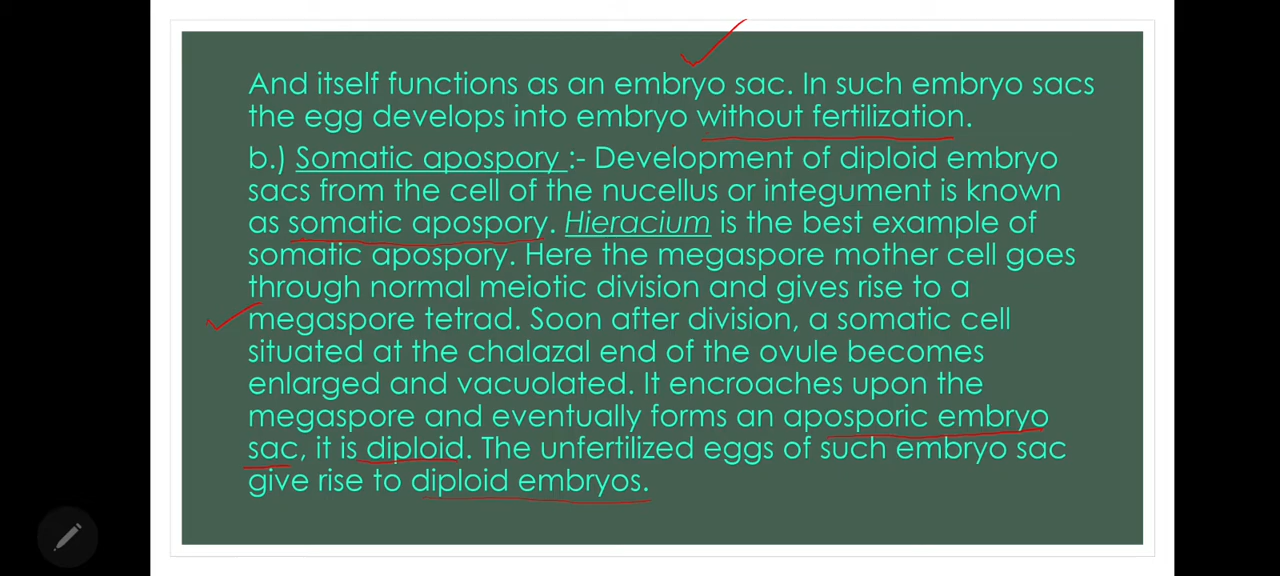 And itself functions as an embryo sac. In such embryo sacs
the egg develops into embryo without fertilization.
b.) Somatic apospory :- Development of diploid embryo
sacs from the cell of the nucellus or integument is known
as somatic apospory. Hieracium is the best example of
somatic apospory. Here the megaspore mother cell goes
through normal meiotic division and gives rise to a
megaspore tetrad. Soon after division, a somatic cell
situated at the chalazal end of the ovule becomes
enlarged and vacuolated. It encroaches upon the
megaspore and eventually forms an aposporic embryo
sac, it is diploid. The unfertilized eggs of such embryo sac
give rise to diploid embryos.